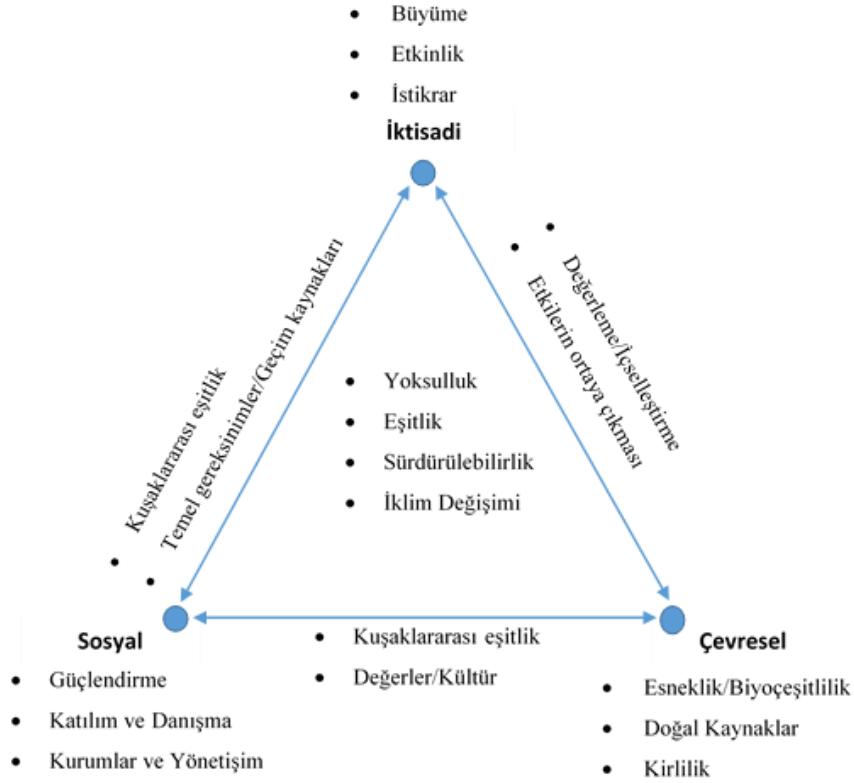 • Büyüme
• Etkinlik
• İstikrar
İktisadi
• Kuşaklararası eşitlik
• Temel gereksinimler/Geçim kaynakları
• Değerleme/İçselleştirme
• Etkilerin ortaya çıkması
• Yoksulluk
• Eşitlik
• Sürdürülebilirlik
• İklim Değişimi
Sosyal
• Güçlendirme
• Katılım ve Danışma
• Kurumlar ve Yönetişim
• Kuşaklararası eşitlik
• Değerler/Kültür
Çevresel
• Esneklik/Biyoçeşitlilik
• Doğal Kaynaklar
• Kirlilik